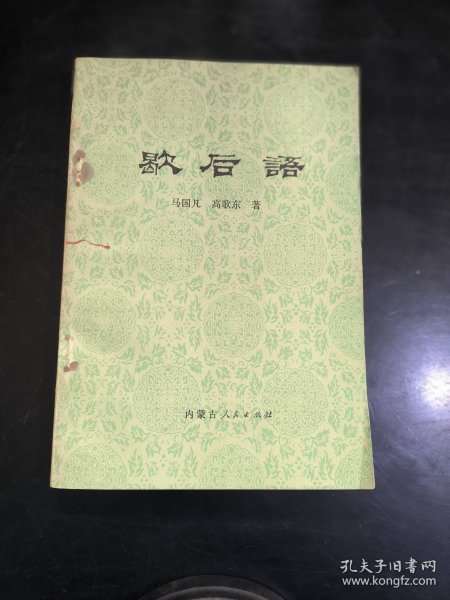 歇后語
马国凡 高歌东 著
内蒙古人民出版社
孔夫子旧书网
www.kongfz.com